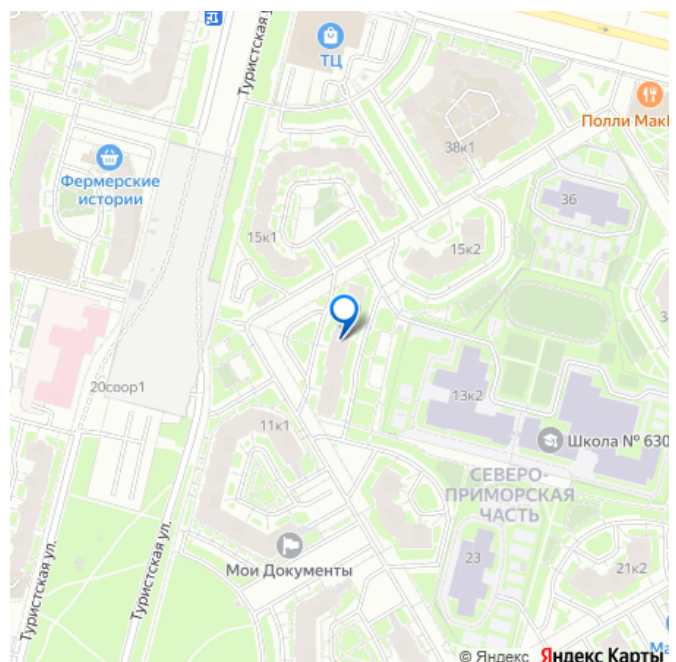 Туристская ул.
ТЦ
Полли Мак
38к1
Фермерские
истории
36
15к1
15к2
20соор1
13к2
11к1
Школа № 630
СЕВЕРО-
ПРИМОРСКАЯ
ЧАСТЬ
Мои Документы
23
21к2
Туристская ул.
Туристская ул.
Ма
© Яндекс Яндекс Карты